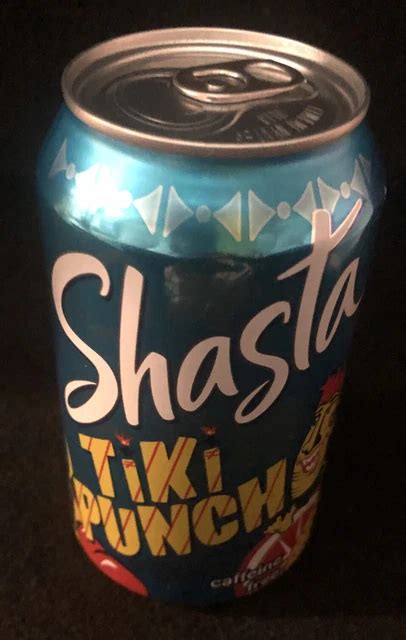 Shasta
TiKi
PUNCH
caffeine
free